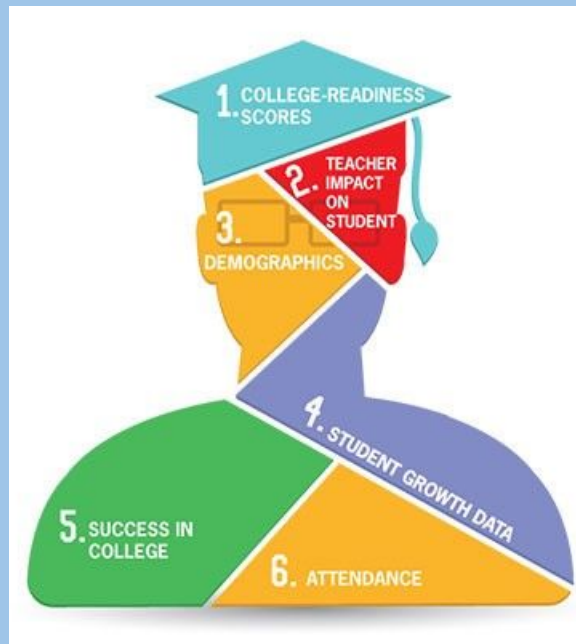 1. COLLEGE-READINESS
SCORES
2. TEACHER
IMPACT
ON
STUDENT
3.
DEMOGRAPHICS
4. STUDENT GROWTH DATA
5. SUCCESS IN
COLLEGE
6. ATTENDANCE